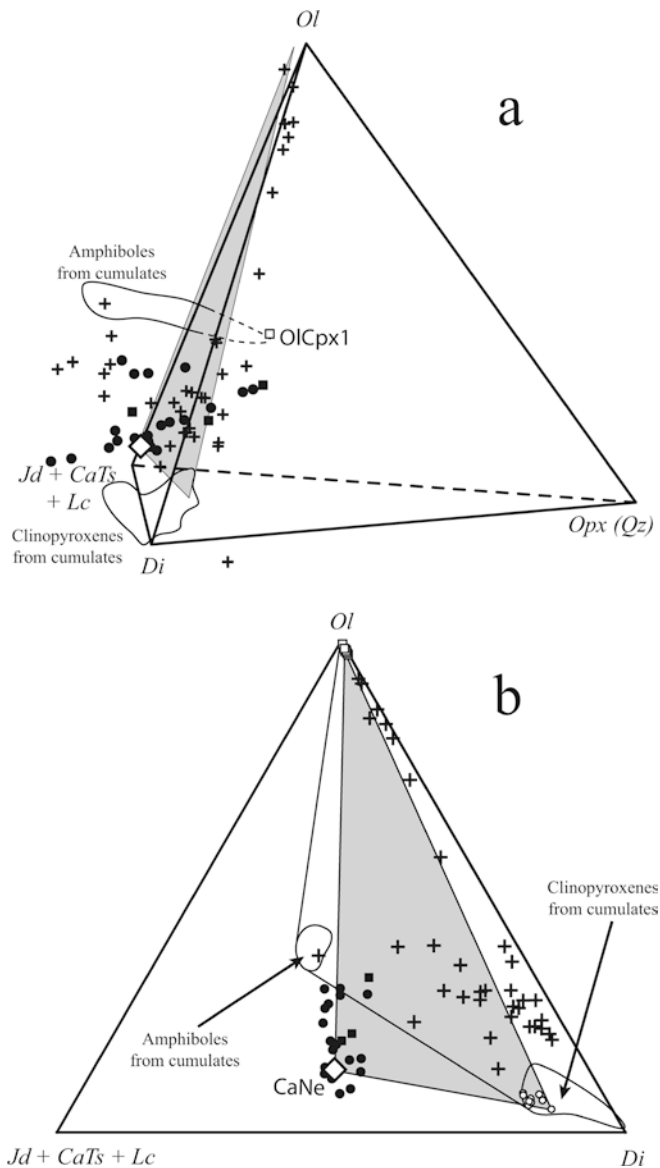 Ol
a
Amphiboles
from cumulates
OlCpx1
Jd + CaTs
+ Lc
Clinopyroxenes
from cumulates
Di
Opx (Qz)
Ol
b
Clinopyroxenes
from cumulates
Amphiboles
from cumulates
CaNe
Jd + CaTs + Lc
Di